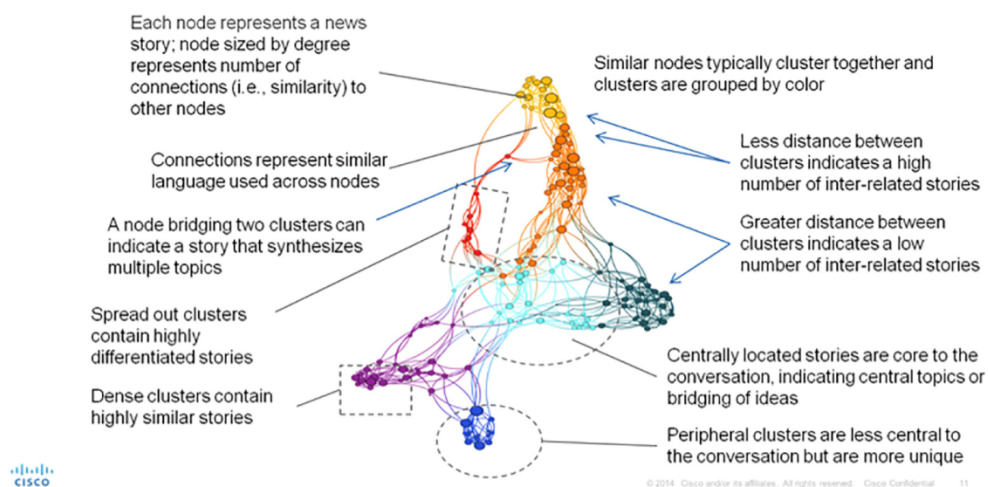 Each node represents a news
story; node sized by degree
represents number of
connections (i.e., similarity) to
other nodes
Similar nodes typically cluster together and
clusters are grouped by color
Connections represent similar
language used across nodes
Less distance between
clusters indicates a high
number of inter-related stories
A node bridging two clusters can
indicate a story that synthesizes
multiple topics
Greater distance between
clusters indicates a low
number of inter-related stories
Spread out clusters
contain highly
differentiated stories
Centrally located stories are core to the
conversation, indicating central topics or
bridging of ideas
Dense clusters contain
highly similar stories
Peripheral clusters are less central to
the conversation but are more unique
CISCO
© 2014 Cisco and/or its affiliates. All rights reserved. Cisco Confidential 11